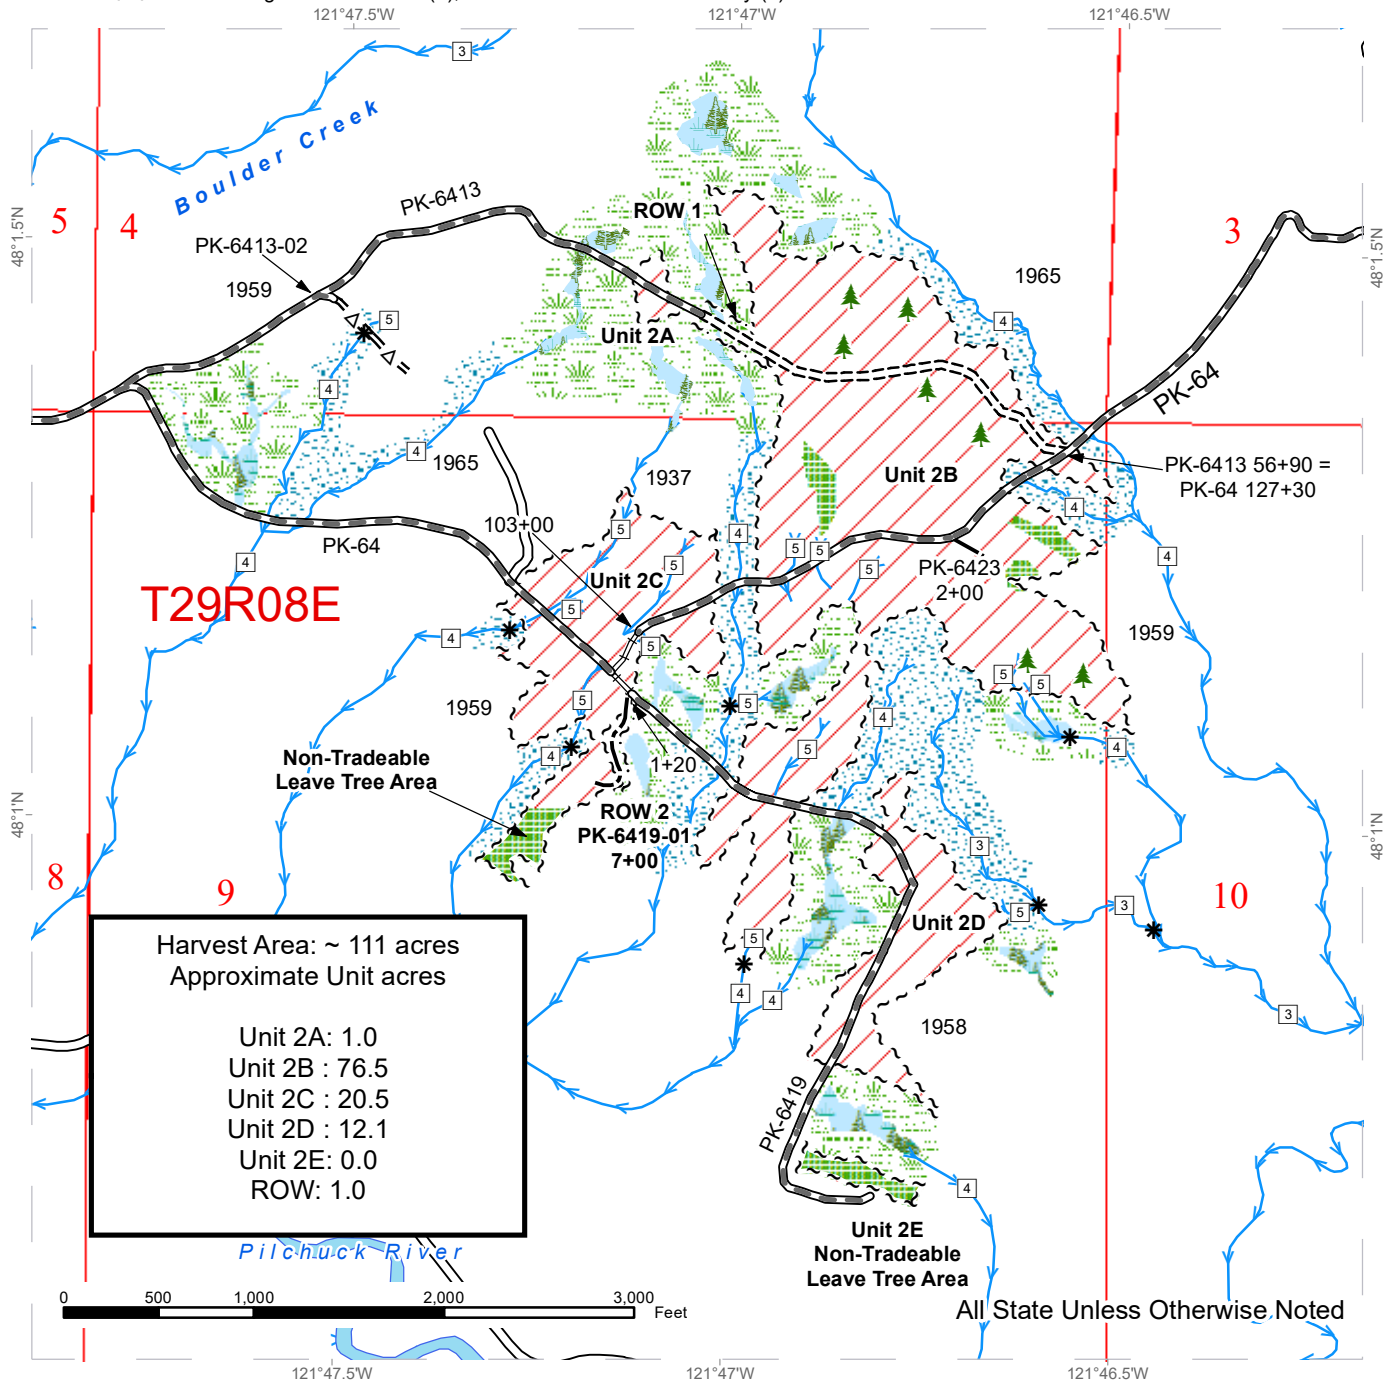 121°47.5'W
121°47'W
121°46.5'W
3
Boulder Creek
48°1.5'N
48°1.5'N
5
4
3
PK-6413
ROW 1
PK-6413-02
1959
1965
5
4
Unit 2A
4
PK-64
4
1965
1937
Unit 2B
PK-6413 56+90 =
PK-64 127+30
4
103+00
5
4
5
5
4
PK-64
4
5
5
PK-6423
2+00
Unit 2C
T29R08E
5
4
5
1959
5
5
1959
5
5
4
4
4
5
1+20
Non-Tradeable
Leave Tree Area
ROW 2
PK-6419-01
7+00
48°1'N
48°1'N
3
8
9
10
3
5
Unit 2D
5
4
4
3
1958
Harvest Area: ~ 111 acres
Approximate Unit acres
Unit 2A: 1.0
Unit 2B : 76.5
Unit 2C : 20.5
Unit 2D : 12.1
Unit 2E: 0.0
ROW: 1.0
PK-6419
4
Unit 2E
Non-Tradeable
Leave Tree Area
Pilchuck River
0 500 1,000 2,000 3,000
Feet
All State Unless Otherwise Noted
121°47.5'W
121°47'W
121°46.5'W